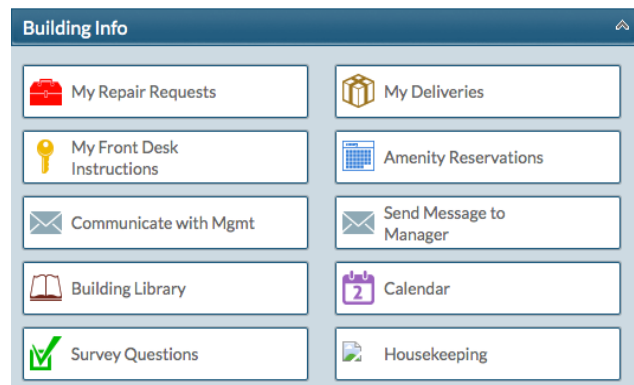 Building Info
My Repair Requests
My Deliveries
My Front Desk
Instructions
Amenity Reservations
Communicate with Mgmt
Send Message to
Manager
Building Library
2
Calendar
Survey Questions
Housekeeping